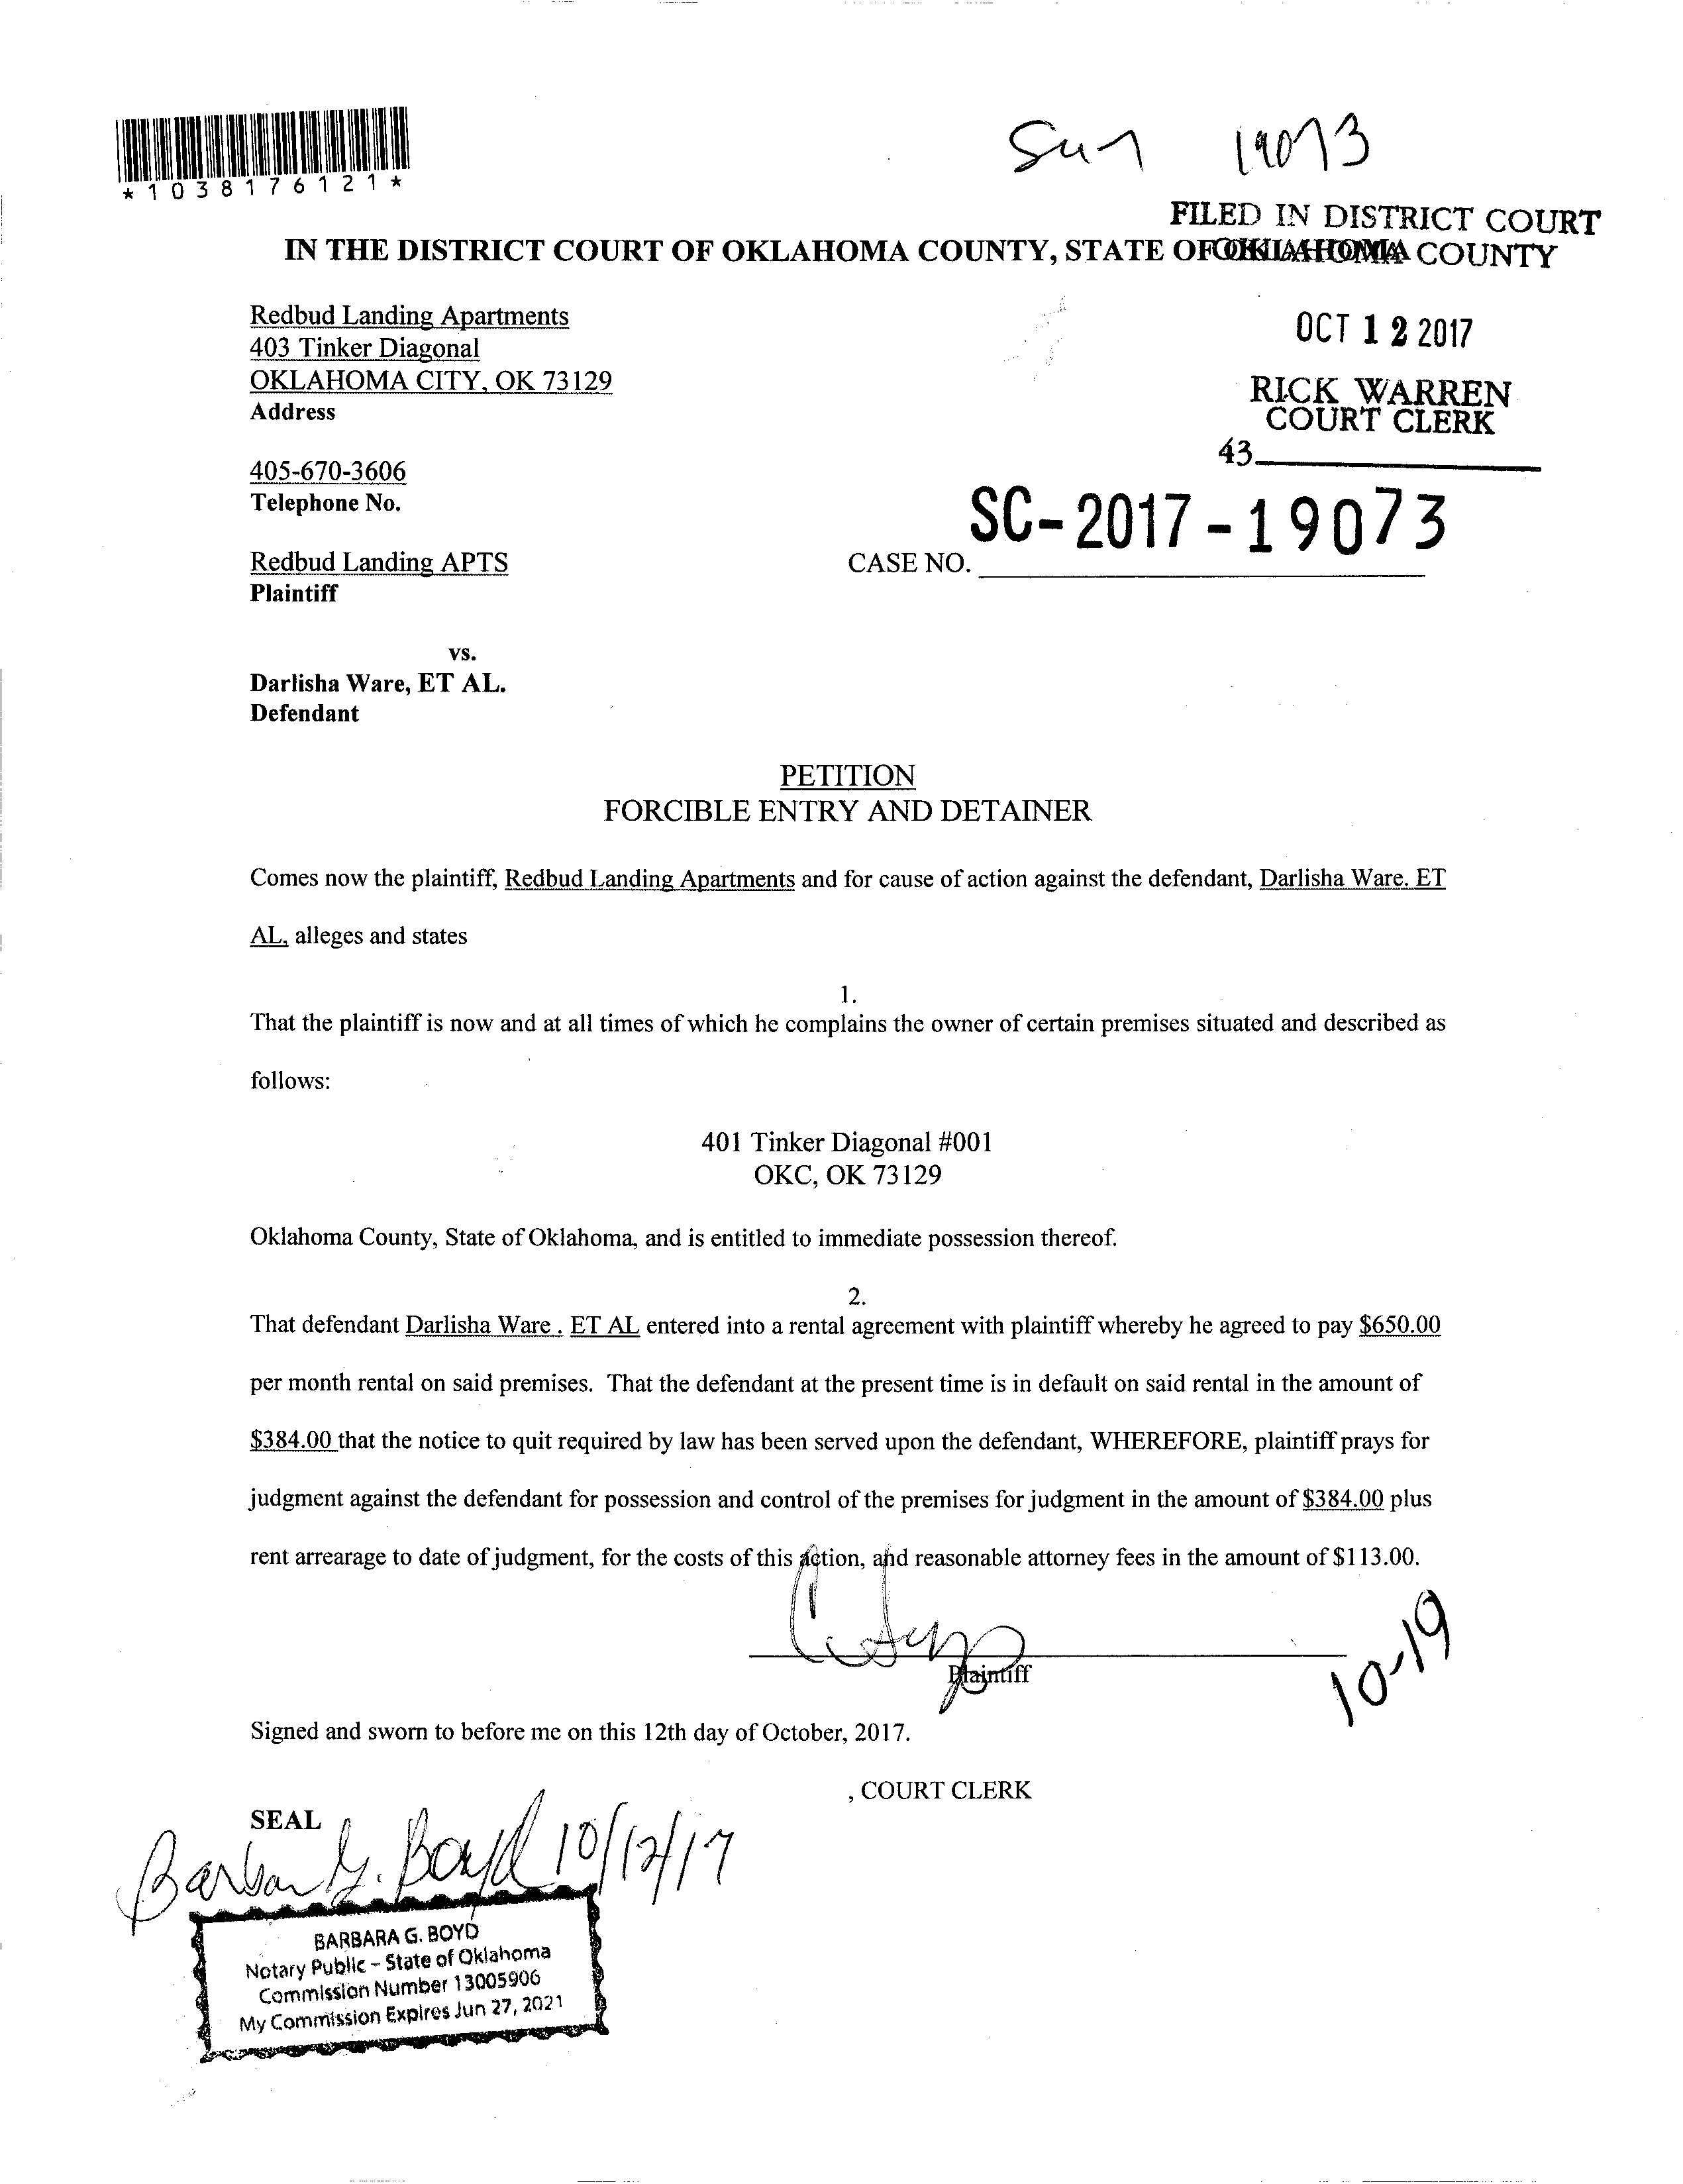 *1038176121*
Sun 19073
FILED IN DISTRICT COURT
IN THE DISTRICT COURT OF OKLAHOMA COUNTY, STATE OF OKLAHOMA
OKLAHOMA COUNTY
Redbud Landing Apartments
403 Tinker Diagonal
OKLAHOMA CITY, OK 73129
Address
OCT 12 2017
RICK WARREN
COURT CLERK
43
405-670-3606
Telephone No.
SC-2017-19073
Redbud Landing APTS
CASE NO.
Plaintiff
vs.
Darlisha Ware, ET AL.
Defendant
PETITION
FORCIBLE ENTRY AND DETAINER
Comes now the plaintiff, Redbud Landing Apartments and for cause of action against the defendant, Darlisha Ware. ET
AL, alleges and states
1.
That the plaintiff is now and at all times of which he complains the owner of certain premises situated and described as
follows:
401 Tinker Diagonal #001
OKC, OK 73129
Oklahoma County, State of Oklahoma, and is entitled to immediate possession thereof.
2.
That defendant Darlisha Ware . ET AL entered into a rental agreement with plaintiff whereby he agreed to pay $650.00
per month rental on said premises. That the defendant at the present time is in default on said rental in the amount of
$384.00 that the notice to quit required by law has been served upon the defendant, WHEREFORE, plaintiff prays for
judgment against the defendant for possession and control of the premises for judgment in the amount of $384.00 plus
rent arrearage to date of judgment, for the costs of this action, and reasonable attorney fees in the amount of $113.00.
Plaintiff
10-19
Signed and sworn to before me on this 12th day of October, 2017.
, COURT CLERK
SEAL
Barbara G. Boyd 10/12/17
BARBARA G. BOYD
Notary Public - State of Oklahoma
Commission Number 13005906
My Commission Expires Jun 27, 2021